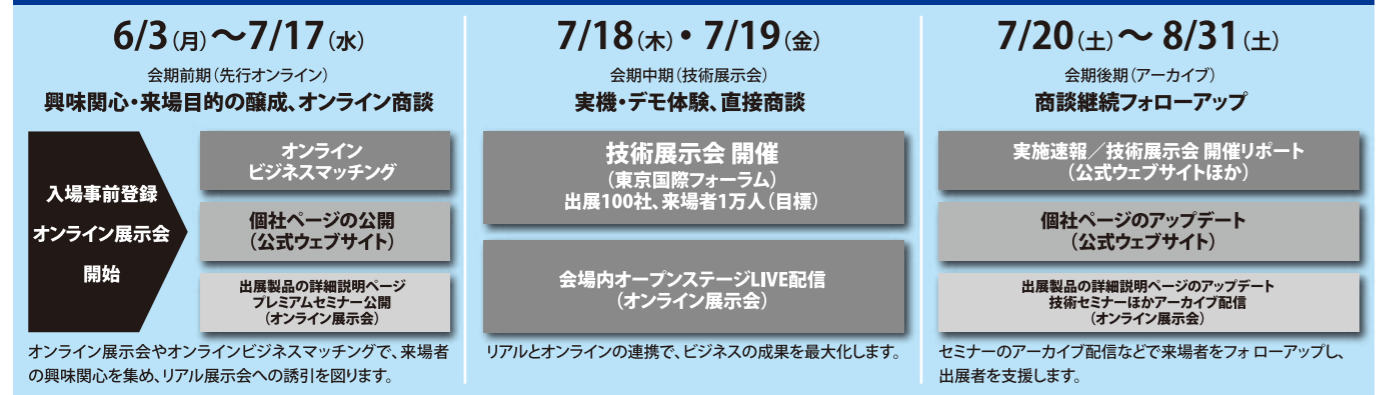 6/3(月)〜7/17(水)
会期前期(先行オンライン)
興味関心・来場目的の醸成、オンライン商談
入場事前登録
オンライン展示会
開始
オンライン
ビジネスマッチング
個社ページの公開
(公式ウェブサイト)
出展製品の詳細説明ページ
プレミアムセミナー公開
(オンライン展示会)
オンライン展示会やオンラインビジネスマッチングで、来場者
の興味関心を集め、リアル展示会への誘引を図ります。
7/18(木)・7/19(金)
会期中期(技術展示会)
実機・デモ体験、直接商談
技術展示会 開催
(東京国際フォーラム)
出展100社、来場者1万人(目標)
会場内オープンステージLIVE配信
(オンライン展示会)
リアルとオンラインの連携で、ビジネスの成果を最大化します。
7/20(土)〜8/31(土)
会期後期(アーカイブ)
商談継続フォローアップ
実施速報／技術展示会 開催リポート
(公式ウェブサイトほか)
個社ページのアップデート
(公式ウェブサイト)
出展製品の詳細説明ページのアップデート
技術セミナーほかアーカイブ配信
(オンライン展示会)
セミナーのアーカイブ配信などで来場者をフォローアップし、
出展者を支援します。